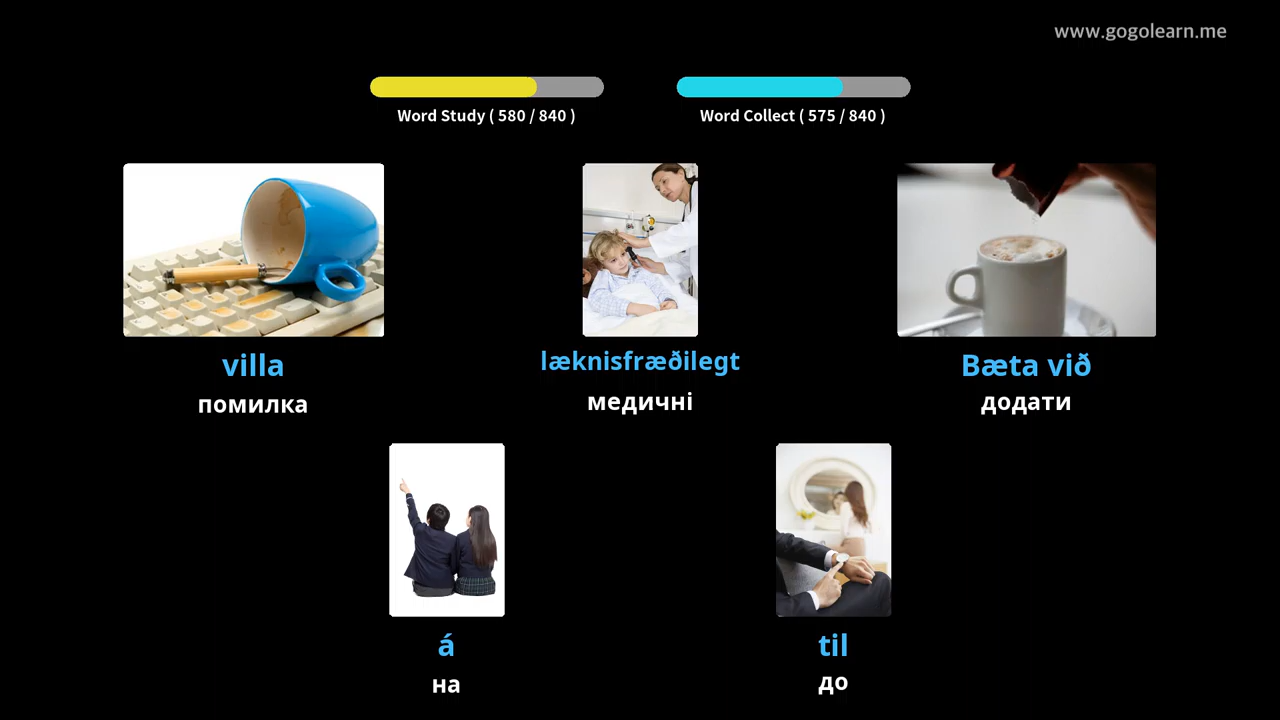 www.gogolearn.me
Word Study ( 580 / 840 )
Word Collect ( 575 / 840 )
villa
помилка
læknisfræðilegt
медичні
Bæta við
додати
á
на
til
до